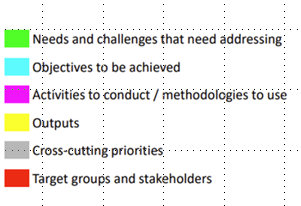 Needs and challenges that need addressing
Objectives to be achieved
Activities to conduct / methodologies to use
Outputs
Cross-cutting priorities
Target groups and stakeholders